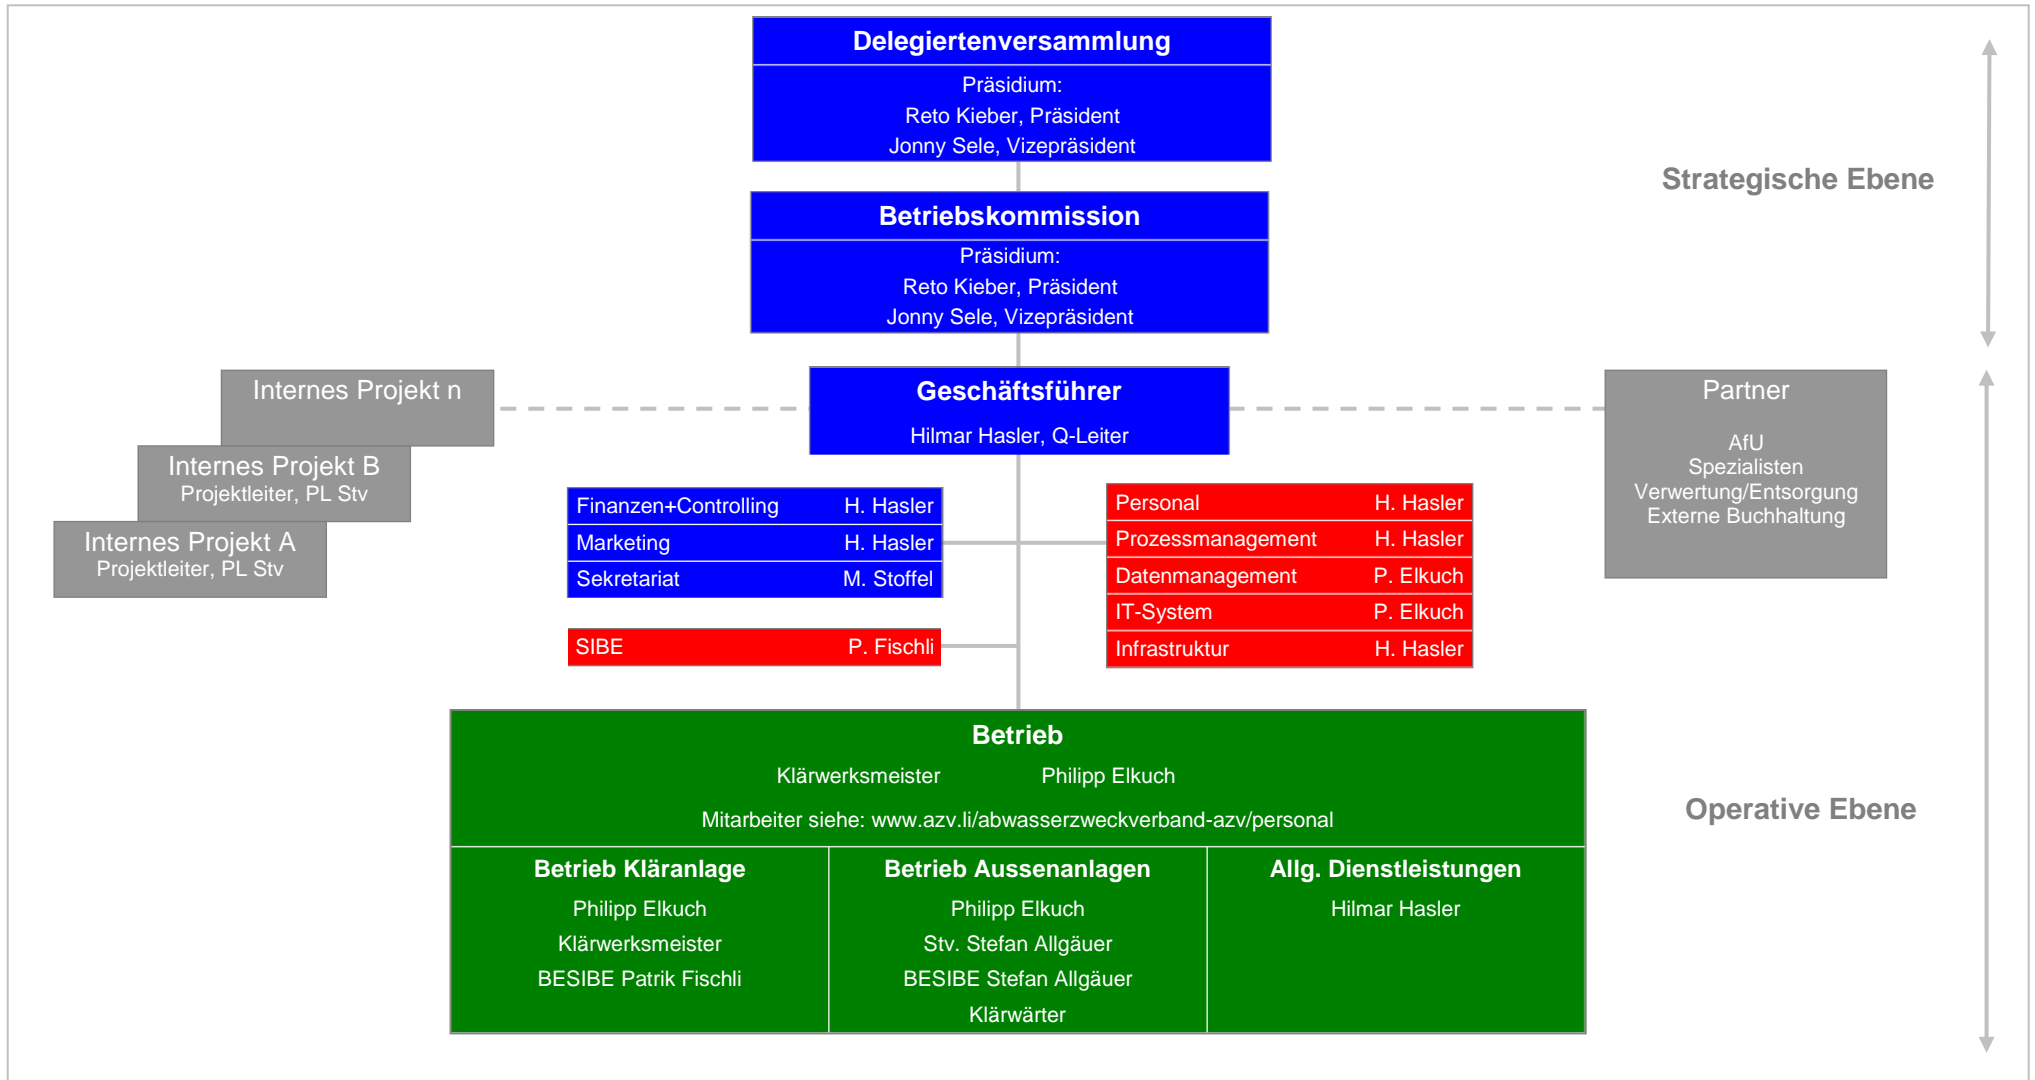 Delegiertenversammlung
Präsidium:
Reto Kieber, Präsident
Jonny Sele, Vizepräsident
Strategische Ebene
Betriebskommission
Präsidium:
Reto Kieber, Präsident
Jonny Sele, Vizepräsident
Internes Projekt n
Internes Projekt B
Projektleiter, PL Stv
Internes Projekt A
Projektleiter, PL Stv
Geschäftsführer
Hilmar Hasler, Q-Leiter
Partner
AfU
Spezialisten
Verwertung/Entsorgung
Externe Buchhaltung
Finanzen+Controlling H. Hasler
Marketing H. Hasler
Sekretariat M. Stoffel
SIBE P. Fischli
Personal H. Hasler
Prozessmanagement H. Hasler
Datenmanagement P. Elkuch
IT-System P. Elkuch
Infrastruktur H. Hasler
Betrieb
Klärwerksmeister Philipp Elkuch
Mitarbeiter siehe: www.azv.li/abwasserzweckverband-azv/personal
Operative Ebene
Betrieb Kläranlage
Philipp Elkuch
Klärwerksmeister
BESIBE Patrik Fischli
Betrieb Aussenanlagen
Philipp Elkuch
Stv. Stefan Allgäuer
BESIBE Stefan Allgäuer
Klärwärter
Allg. Dienstleistungen
Hilmar Hasler